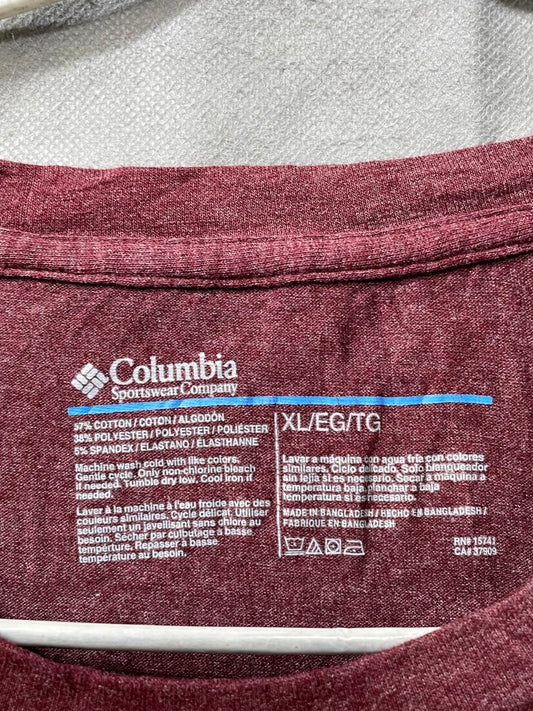 Columbia
Sportswear Company
57% COTTON / COTON / ALGODÓN
38% POLYESTER / POLYESTER / POLIÉSTER
5% SPANDEX / ELASTANO / ÉLASTHANNE
Machine wash cold with like colors.
Gentle cycle. Only non-chlorine bleach
if needed. Tumble dry low. Cool iron if
needed.
Laver à la machine à l'eau froide avec des
couleurs similaires. Cycle délicat. Utiliser
seulement un javellisant sans chlore au
besoin. Sécher par culbutage à basse
température. Repasser à basse
température au besoin.
XL/EG/TG
Lavar a máquina con agua fría con colores
similares. Ciclo delicado. Solo blanqueador
sin lejía si es necesario. Secar a máquina a
temperatura baja, planchar a baja
temperatura si es necesario.
MADE IN BANGLADESH / HECHO EN BANGLADESH /
FABRIQUÉ EN BANGLADESH
RN# 15241
CA# 37909